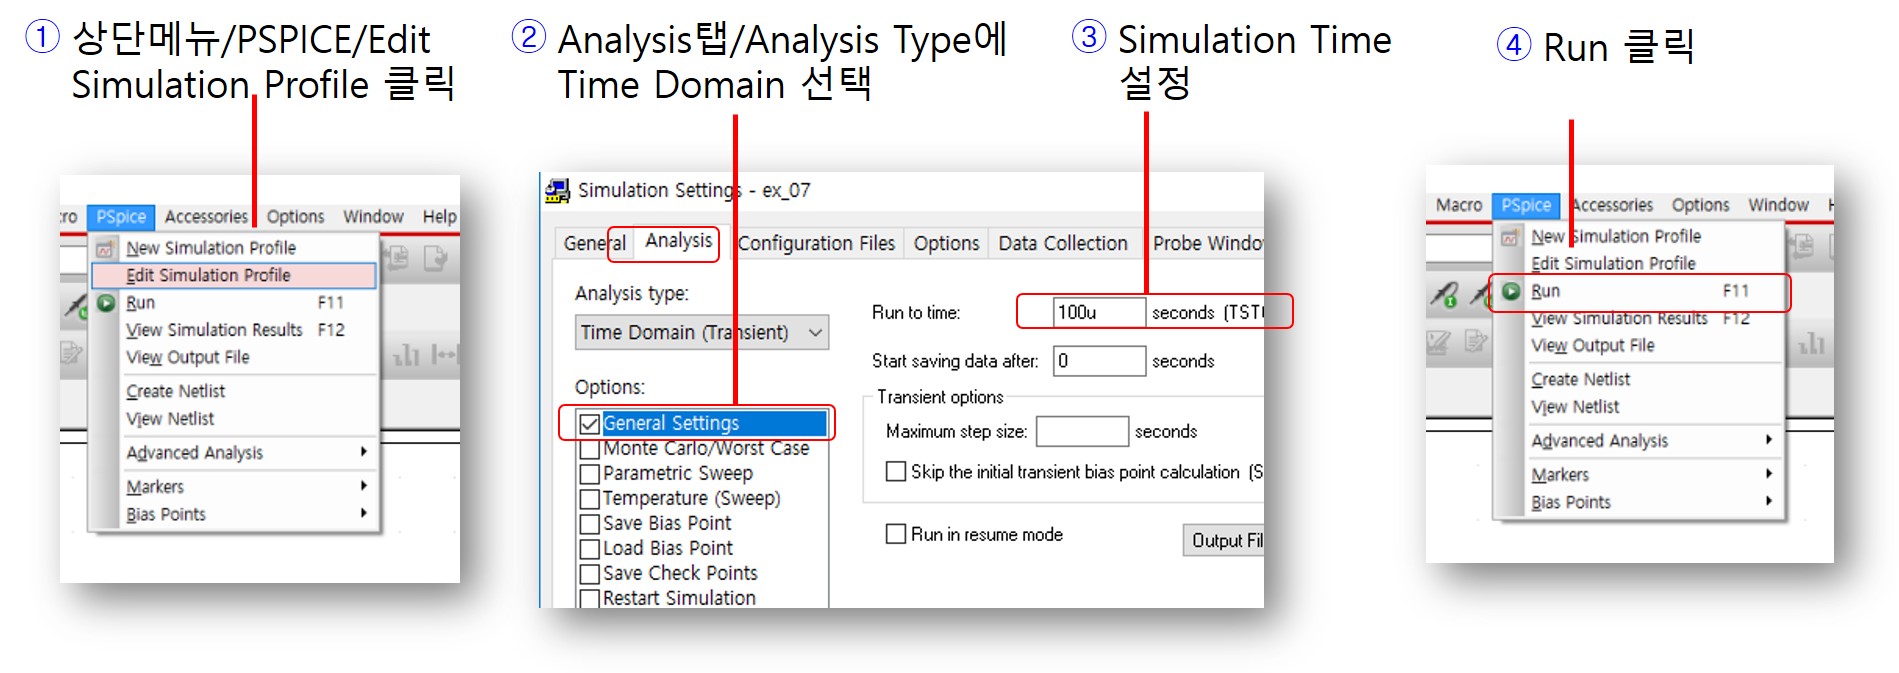 ① 상단메뉴/PSPICE/Edit
Simulation Profile 클릭
② Analysis탭/Analysis Type에
Time Domain 선택
③ Simulation Time
설정
④ Run 클릭
PSpice Accessories Options Window Help
New Simulation Profile
Edit Simulation Profile
Run F11
View Simulation Results F12
View Output File
Create Netlist
View Netlist
Advanced Analysis
Markers
Bias Points
Simulation Settings - ex_07
General Analysis Configuration Files Options Data Collection Probe Windo
Analysis type:
Time Domain (Transient)
Options:
General Settings
Monte Carlo/Worst Case
Parametric Sweep
Temperature (Sweep)
Save Bias Point
Load Bias Point
Save Check Points
Restart Simulation
Run to time: 100u seconds (TST
Start saving data after: 0 seconds
Transient options
Maximum step size: seconds
Skip the initial transient bias point calculation (S
Run in resume mode
Output Fil
Macro PSpice Accessories Options Window
New Simulation Profile
Edit Simulation Profile
Run F11
View Simulation Results F12
View Output File
Create Netlist
View Netlist
Advanced Analysis
Markers
Bias Points